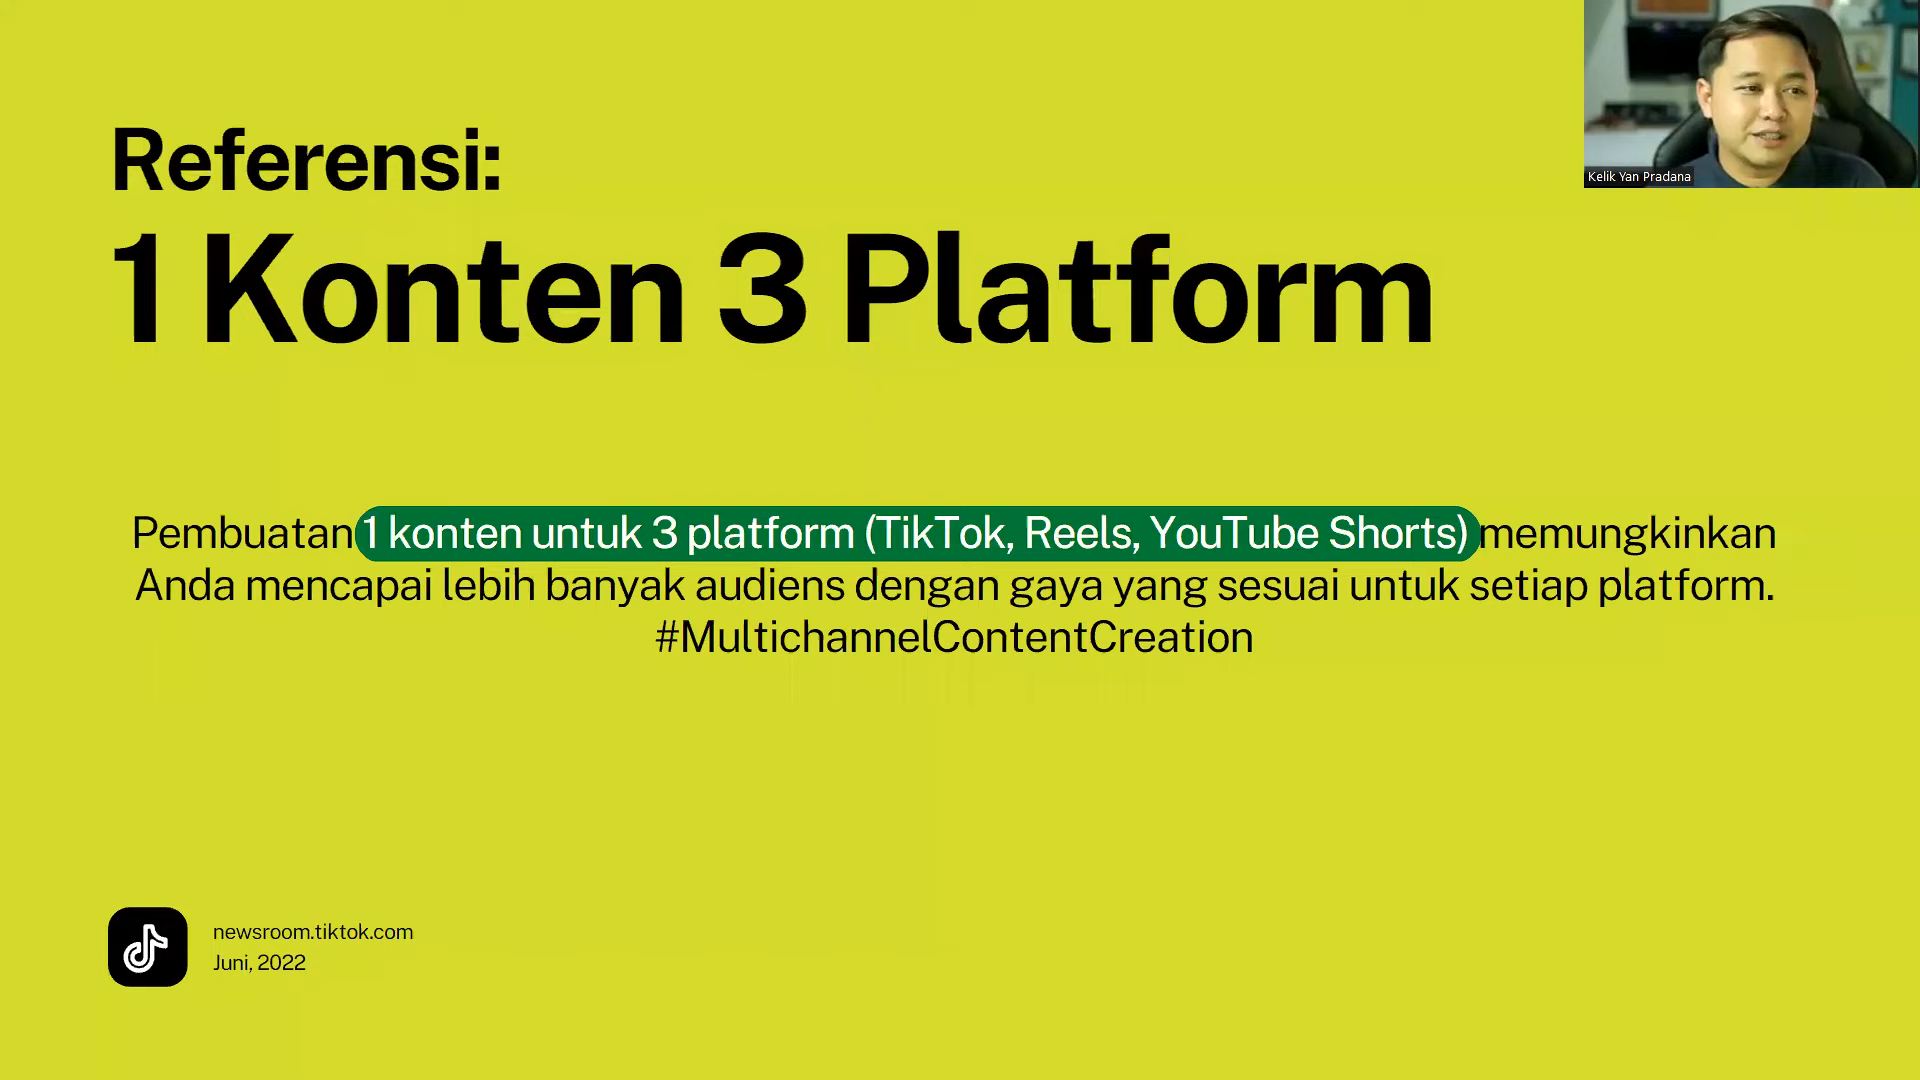 Referensi:
1 Konten 3 Platform
Kelik Yan Pradana
Pembuatan 1 konten untuk 3 platform (TikTok, Reels, YouTube Shorts) memungkinkan
Anda mencapai lebih banyak audiens dengan gaya yang sesuai untuk setiap platform.
#MultichannelContentCreation
newsroom.tiktok.com
Juni, 2022